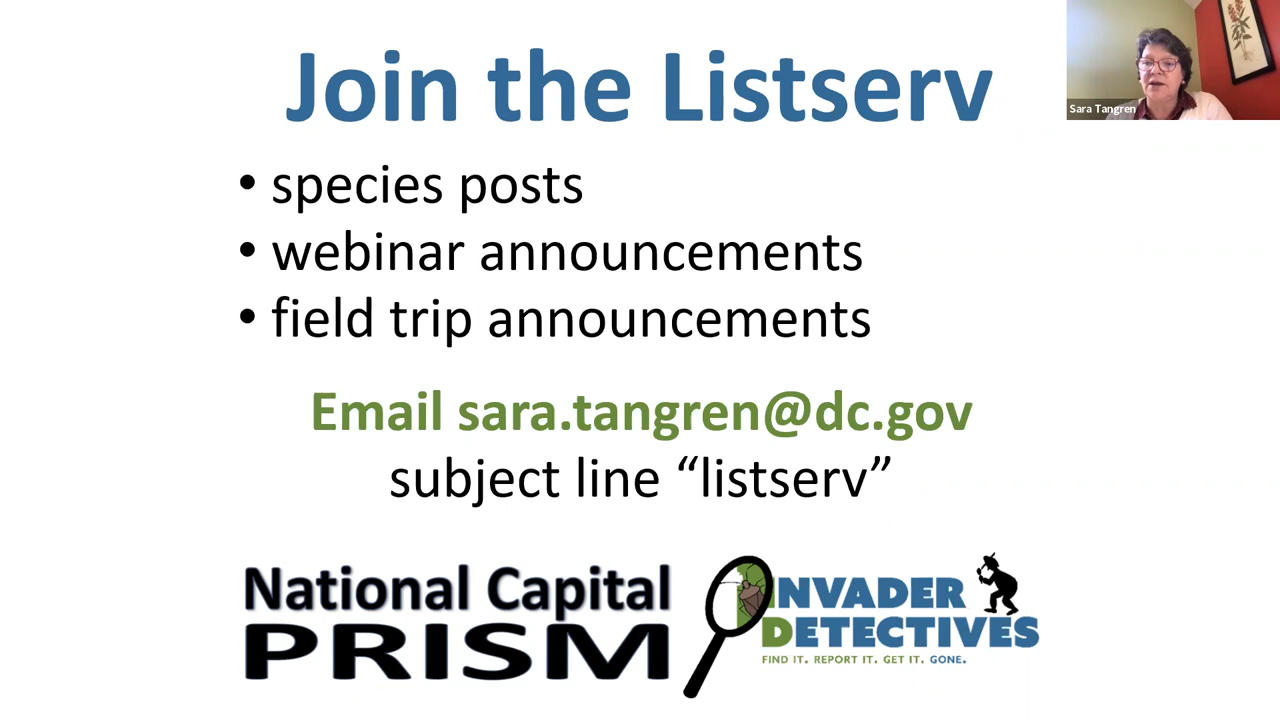 Join the Listserv
Sara Tangren
• species posts
• webinar announcements
• field trip announcements
Email sara.tangren@dc.gov
subject line “listserv”
National Capital
PRISM
INVADER
DETECTIVES
FIND IT. REPORT IT. GET IT. GONE.